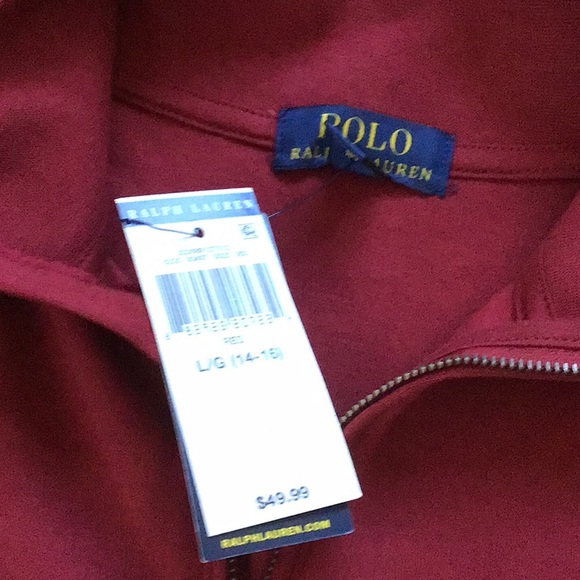 POLO
RALPH LAUREN
RALPH LAUREN
RED
L/G (14-16)
$49.99
RALPHLAUREN.COM